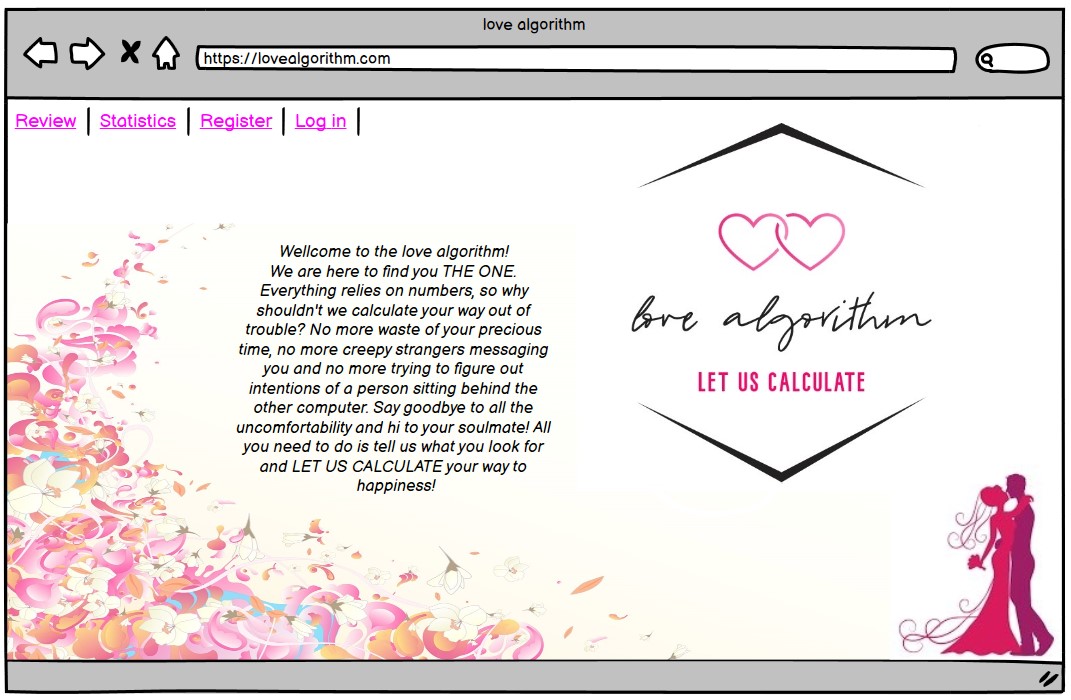 love algorithm
https://lovealgorithm.com
Review | Statistics | Register | Log in |
Wellcome to the love algorithm!
We are here to find you THE ONE.
Everything relies on numbers, so why
shouldn't we calculate your way out of
trouble? No more waste of your precious
time, no more creepy strangers messaging
you and no more trying to figure out
intentions of a person sitting behind the
other computer. Say goodbye to all the
uncomfortability and hi to your soulmate! All
you need to do is tell us what you look for
and LET US CALCULATE your way to
happiness!
love algorithm
LET US CALCULATE